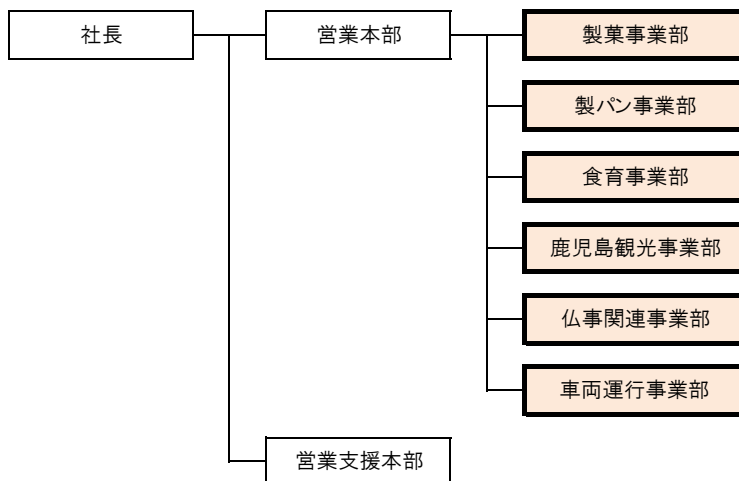 社長
営業本部
製菓事業部
製パン事業部
食育事業部
鹿児島観光事業部
仏事関連事業部
車両運行事業部
営業支援本部